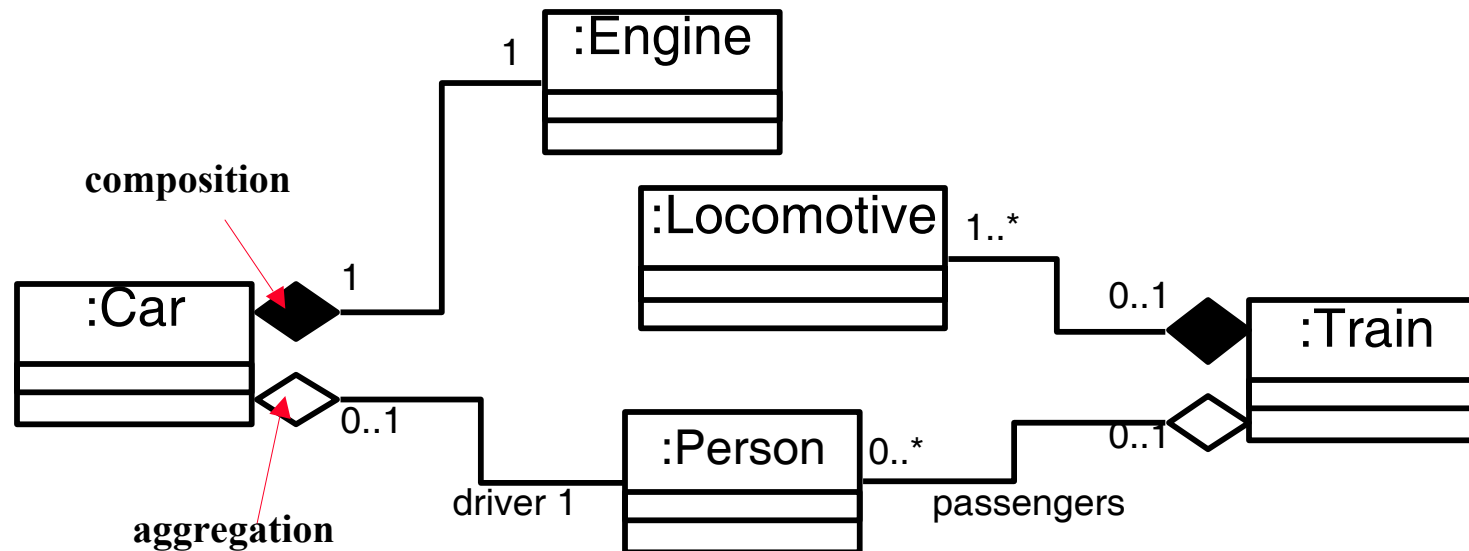 :Engine
1
composition
:Locomotive
1..*
1
0..1
:Car
:Train
0..1
0..1
:Person
0..*
driver 1
passengers
aggregation